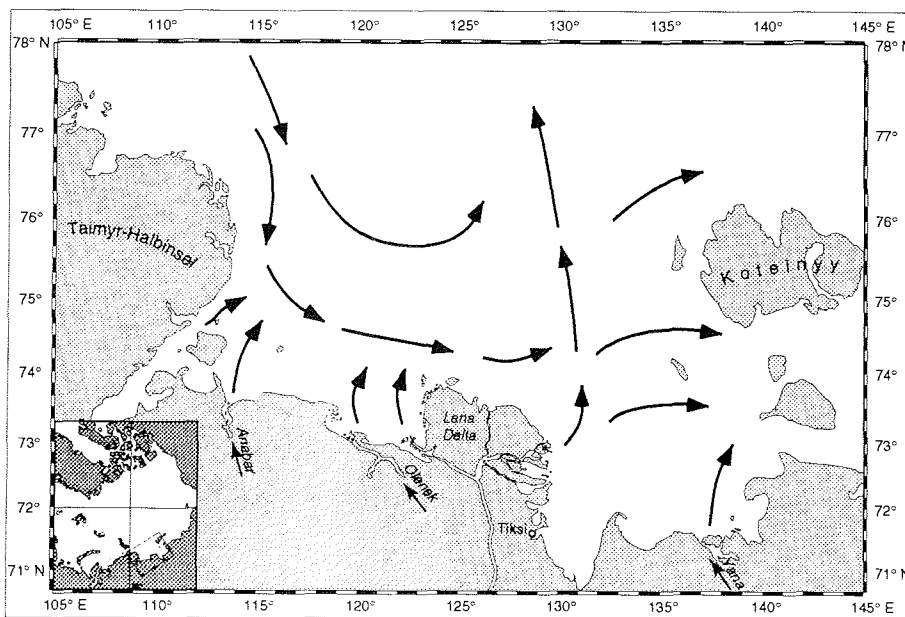 105° E 110° 115° 120° 125° 130° 135° 140° 145° E
78° N 78° N
77° 77°
76° 76°
Taimyr-Halbinsel
Koteinyy
75° 75°
74° 74°
Lena
Delta
73° 73°
Anabar
Olenek
72° 72°
Tiksi
Yana
71° N 71° N
105° E 110° 115° 120° 125° 130° 135° 140° 145° E